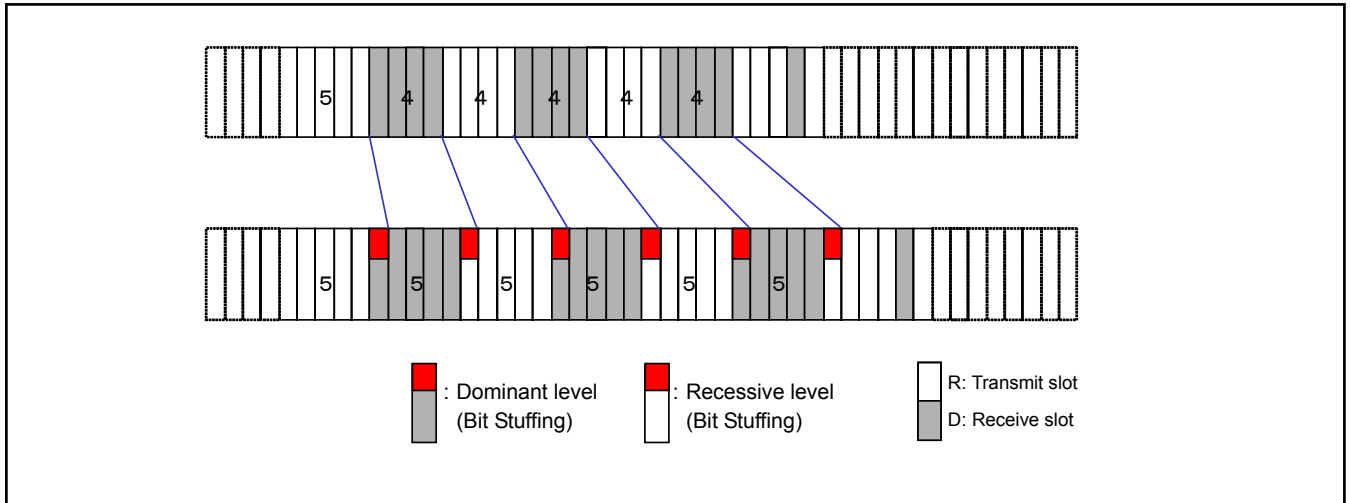 5 4 4 4 4 4
5 5 5 5 5 5
: Dominant level
(Bit Stuffing)
: Recessive level
(Bit Stuffing)
R: Transmit slot
D: Receive slot